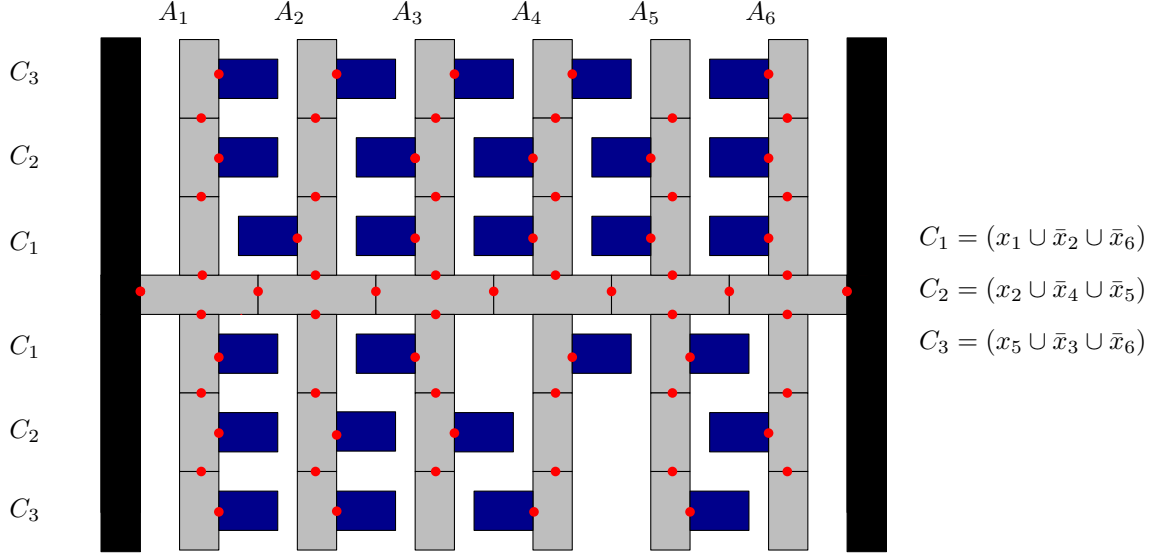 A₁ A₂ A₃ A₄ A₅ A₆
C₃
C₂
C₁
C₁ = (x₁ ∪ x̄₂ ∪ x̄₆)
C₂ = (x₂ ∪ x̄₄ ∪ x̄₅)
C₃ = (x₅ ∪ x̄₃ ∪ x̄₆)
C₁
C₂
C₃